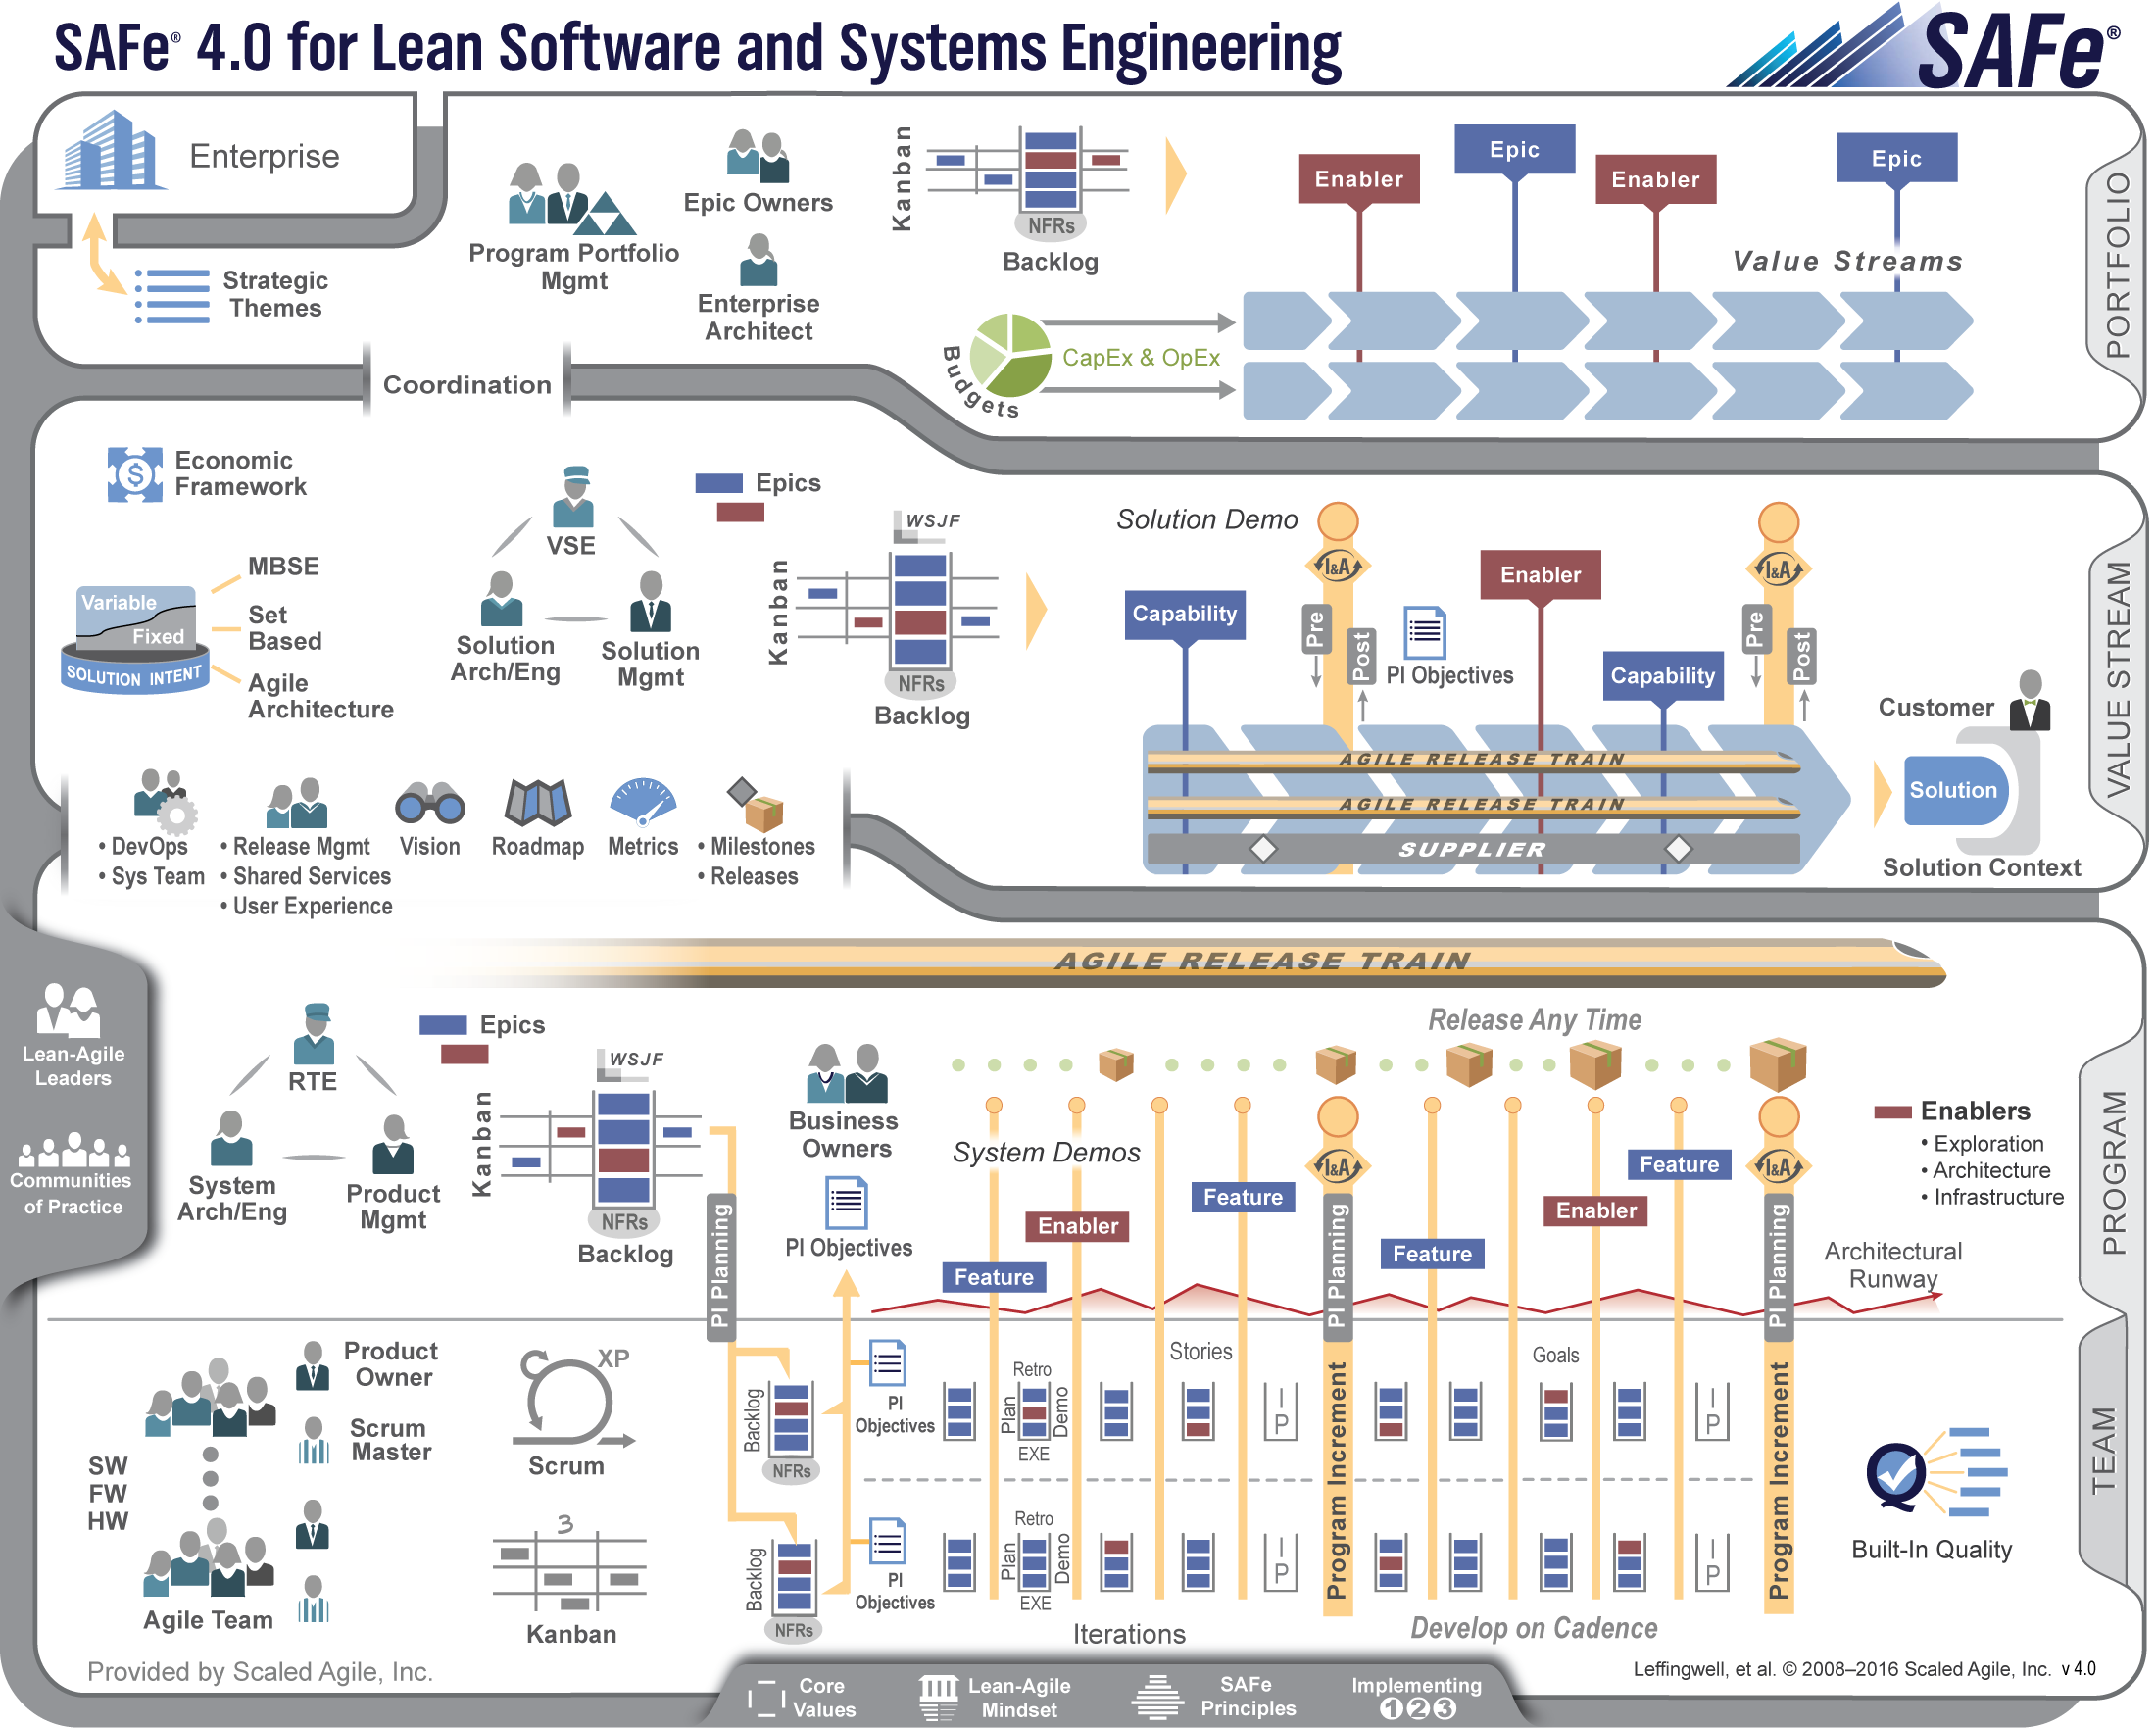 SAFe® 4.0 for Lean Software and Systems Engineering
SAFe®
Enterprise
Strategic
Themes
Program Portfolio
Mgmt
Epic Owners
Enterprise
Architect
Kanban
NFRs
Backlog
Budgets
CapEx & OpEx
Enabler
Epic
Enabler
Epic
Value Streams
PORTFOLIO
Coordination
Economic
Framework
Variable
Fixed
SOLUTION INTENT
MBSE
Set
Based
Agile
Architecture
VSE
Solution
Arch/Eng
Solution
Mgmt
Epics
WSJF
Kanban
NFRs
Backlog
Solution Demo
I&A
Pre
Post
Capability
PI Objectives
Enabler
Capability
I&A
Pre
Post
AGILE RELEASE TRAIN
AGILE RELEASE TRAIN
SUPPLIER
Customer
Solution
Solution Context
VALUE STREAM
• DevOps
• Sys Team
• Release Mgmt
• Shared Services
• User Experience
Vision
Roadmap
Metrics
• Milestones
• Releases
Lean-Agile
Leaders
Communities
of Practice
AGILE RELEASE TRAIN
RTE
System
Arch/Eng
Product
Mgmt
Epics
WSJF
Kanban
NFRs
Backlog
PI Planning
Business
Owners
PI Objectives
Release Any Time
System Demos
Feature
Enabler
Feature
I&A
PI Planning
Feature
Enabler
Feature
I&A
PI Planning
Enablers
• Exploration
• Architecture
• Infrastructure
Architectural
Runway
PROGRAM
Product
Owner
Scrum
Master
SW
FW
HW
Agile Team
XP
Scrum
3
Kanban
Backlog
NFRs
PI
Objectives
Backlog
NFRs
PI
Objectives
Retro
Plan
Demo
EXE
Stories
I
P
Program Increment
Goals
I
P
Program Increment
Retro
Plan
Demo
EXE
I
P
I
P
Iterations
Develop on Cadence
Built-In Quality
TEAM
Provided by Scaled Agile, Inc.
Leffingwell, et al. © 2008–2016 Scaled Agile, Inc. v 4.0
Core
Values
Lean-Agile
Mindset
SAFe
Principles
Implementing
1 2 3